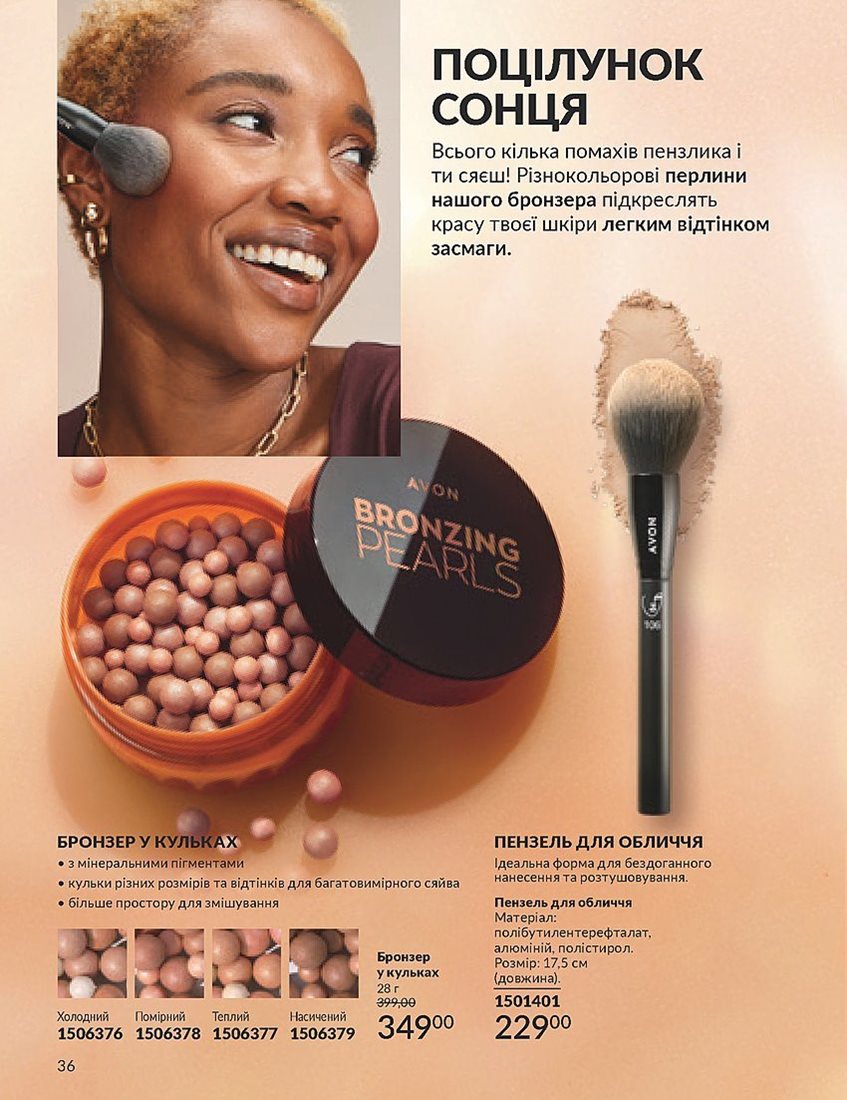 ПОЦІЛУНОК
СОНЦЯ
Всього кілька помахів пензлика і
ти сяєш! Різнокольорові перлини
нашого бронзера підкреслять
красу твоєї шкіри легким відтінком
засмаги.
AVON
BRONZING
PEARLS
AVON
106
БРОНЗЕР У КУЛЬКАХ
• з мінеральними пігментами
• кульки різних розмірів та відтінків для багатовимірного сяйва
• більше простору для змішування
Холодний
1506376
Помірний
1506378
Теплий
1506377
Насичений
1506379
Бронзер
у кульках
28 г
399,00
34900
ПЕНЗЕЛЬ ДЛЯ ОБЛИЧЧЯ
Ідеальна форма для бездоганного
нанесення та розтушовування.
Пензель для обличчя
Матеріал:
полібутилентерефталат,
алюміній, полістирол.
Розмір: 17,5 см
(довжина).
1501401
22900
36